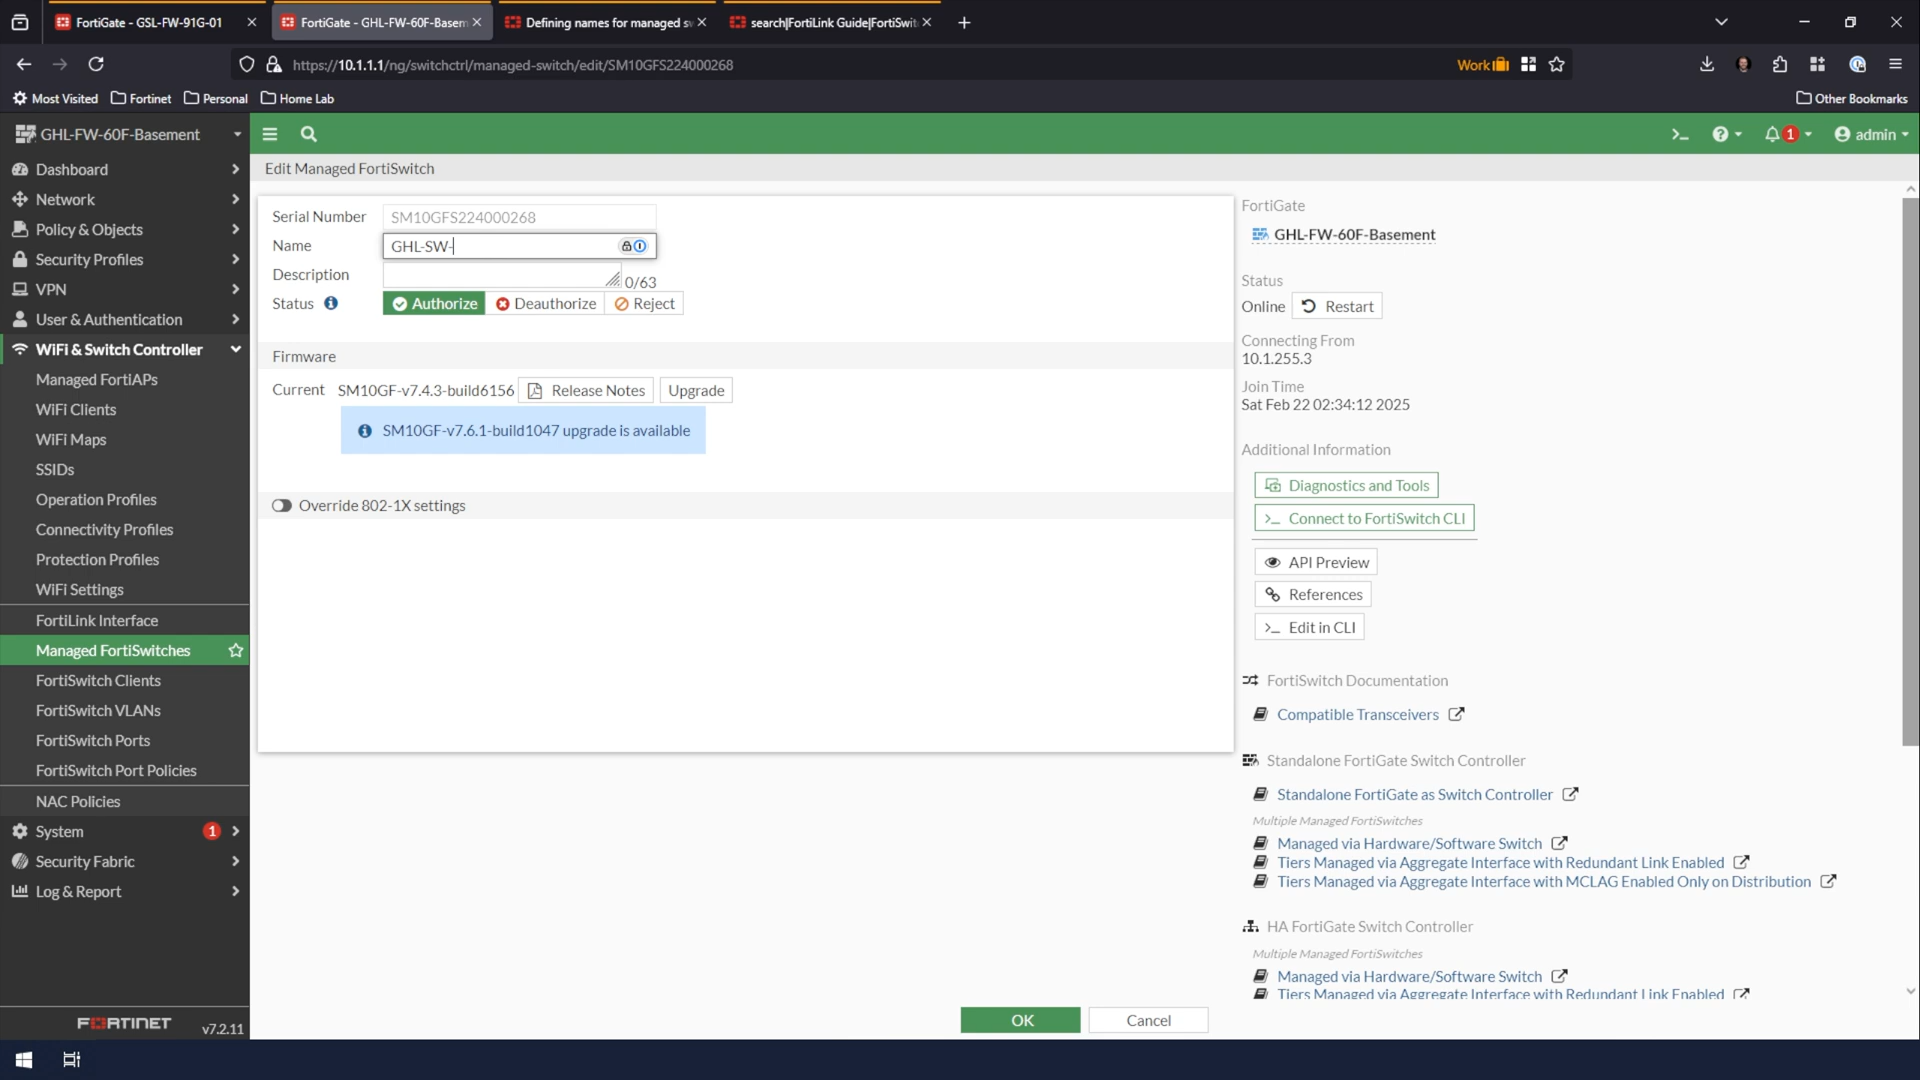 FortiGate - GSL-FW-91G-01
FortiGate - GHL-FW-60F-Basem
Defining names for managed sw
search|FortiLink Guide|FortiSwit
https://10.1.1.1/ng/switchctrl/managed-switch/edit/SM10GFS224000268
Work
Most Visited
Fortinet
Personal
Home Lab
Other Bookmarks
GHL-FW-60F-Basement
1
admin
Dashboard
Network
Policy & Objects
Security Profiles
VPN
User & Authentication
WiFi & Switch Controller
Managed FortiAPs
WiFi Clients
WiFi Maps
SSIDs
Operation Profiles
Connectivity Profiles
Protection Profiles
WiFi Settings
FortiLink Interface
Managed FortiSwitches
FortiSwitch Clients
FortiSwitch VLANs
FortiSwitch Ports
FortiSwitch Port Policies
NAC Policies
System 1
Security Fabric
Log & Report
FORTINET v7.2.11
Edit Managed FortiSwitch
Serial Number SM10GFS224000268
Name GHL-SW-
Description 0/63
Status Authorize Deauthorize Reject
Firmware
Current SM10GF-v7.4.3-build6156 Release Notes Upgrade
SM10GF-v7.6.1-build1047 upgrade is available
Override 802-1X settings
OK Cancel
FortiGate
GHL-FW-60F-Basement
Status
Online Restart
Connecting From
10.1.255.3
Join Time
Sat Feb 22 02:34:12 2025
Additional Information
Diagnostics and Tools
>_ Connect to FortiSwitch CLI
API Preview
References
>_ Edit in CLI
FortiSwitch Documentation
Compatible Transceivers
Standalone FortiGate Switch Controller
Standalone FortiGate as Switch Controller
Multiple Managed FortiSwitches
Managed via Hardware/Software Switch
Tiers Managed via Aggregate Interface with Redundant Link Enabled
Tiers Managed via Aggregate Interface with MCLAG Enabled Only on Distribution
HA FortiGate Switch Controller
Multiple Managed FortiSwitches
Managed via Hardware/Software Switch
Tiers Managed via Aggregate Interface with Redundant Link Enabled